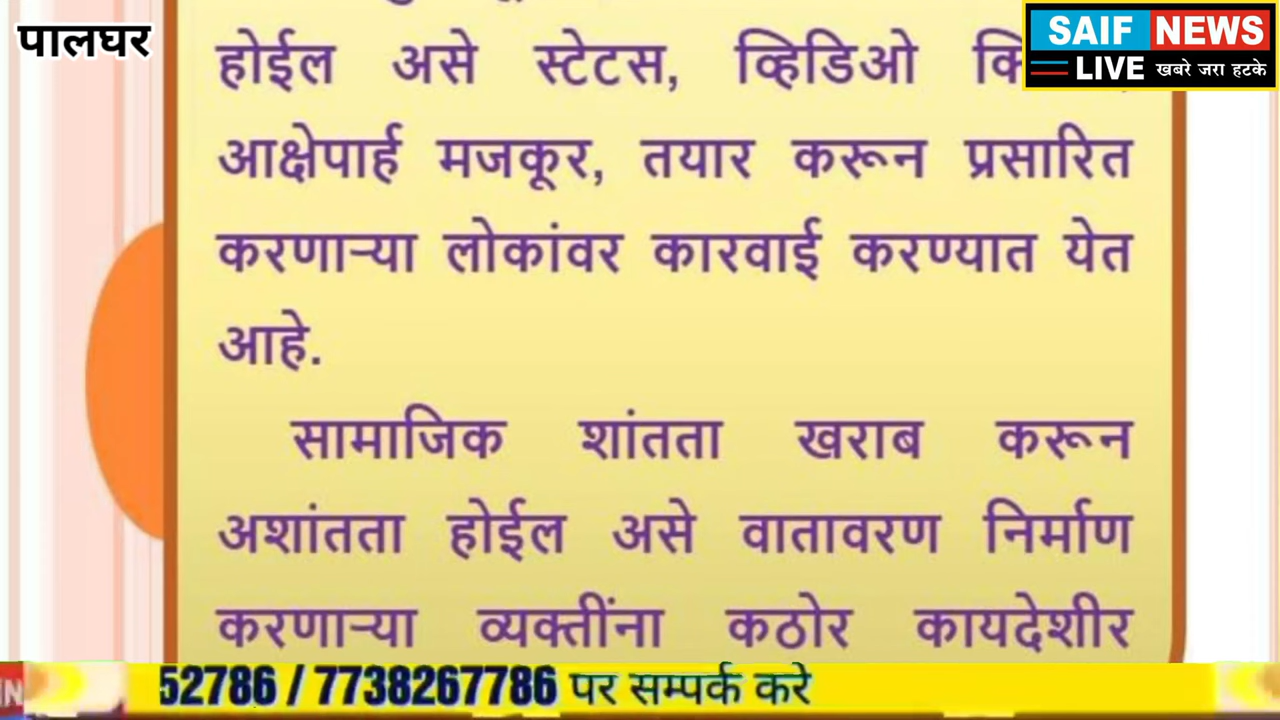 पालघर
SAIF NEWS
LIVE खबरे जरा हटके
होईल असे स्टेटस, व्हिडिओ
आक्षेपार्ह मजकूर, तयार करून प्रसारित
करणाऱ्या लोकांवर कारवाई करण्यात येत
आहे.
सामाजिक शांतता खराब करून
अशांतता होईल असे वातावरण निर्माण
करणाऱ्या व्यक्तींना कठोर कायदेशीर
IN 52786 / 7738267786 पर सम्पर्क करे